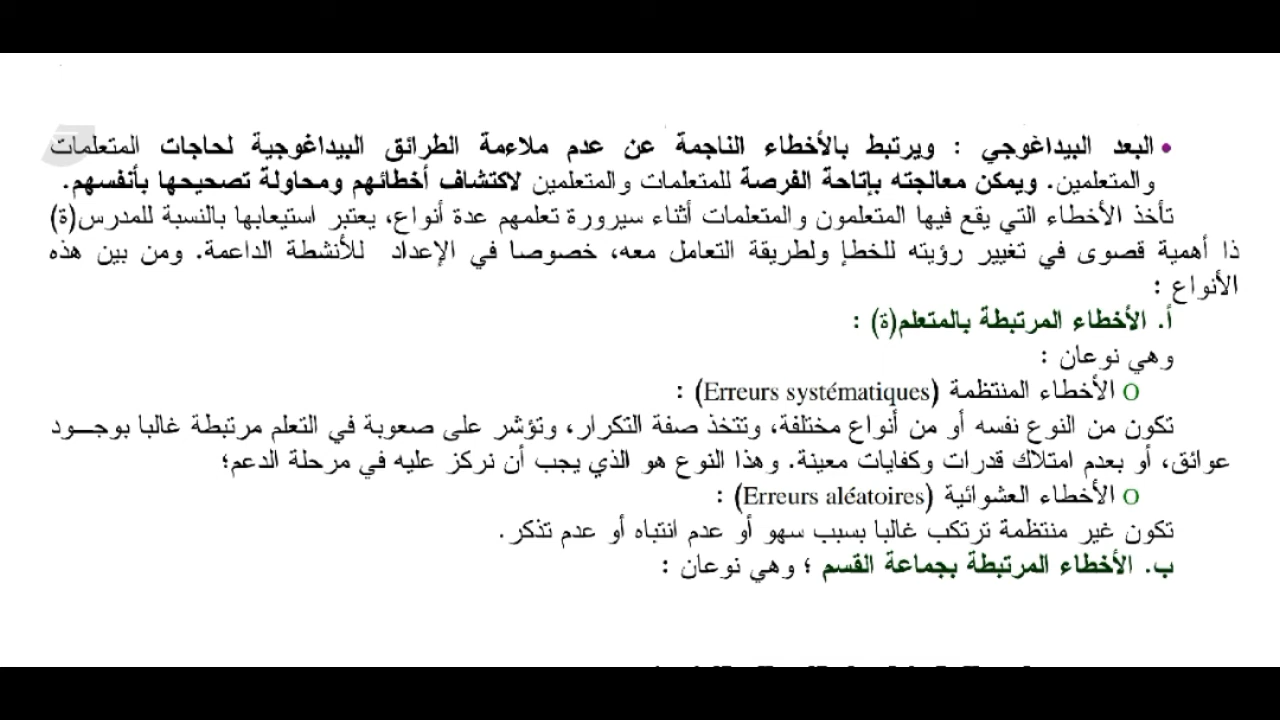 • البعد البيداغوجي : ويرتبط بالأخطاء الناجمة عن عدم ملاءمة الطرائق البيداغوجية لحاجات المتعلمات
والمتعلمين. ويمكن معالجته بإتاحة الفرصة للمتعلمات والمتعلمين لاكتشاف أخطائهم ومحاولة تصحيحها بأنفسهم.
تأخذ الأخطاء التي يقع فيها المتعلمون والمتعلمات أثناء سيرورة تعلمهم عدة أنواع، يعتبر استيعابها بالنسبة للمدرس(ة)
ذا أهمية قصوى في تغيير رؤيته للخطإ ولطريقة التعامل معه، خصوصا في الإعداد للأنشطة الداعمة. ومن بين هذه
الأنواع :
أ. الأخطاء المرتبطة بالمتعلم(ة) :
وهي نوعان :
O الأخطاء المنتظمة (Erreurs systématiques) :
تكون من النوع نفسه أو من أنواع مختلفة، وتتخذ صفة التكرار، وتؤشر على صعوبة في التعلم مرتبطة غالبا بوجـــود
عوائق، أو بعدم امتلاك قدرات وكفايات معينة. وهذا النوع هو الذي يجب أن نركز عليه في مرحلة الدعم؛
O الأخطاء العشوائية (Erreurs aléatoires) :
تكون غير منتظمة ترتكب غالبا بسبب سهو أو عدم انتباه أو عدم تذكر.
ب. الأخطاء المرتبطة بجماعة القسم ؛ وهي نوعان :